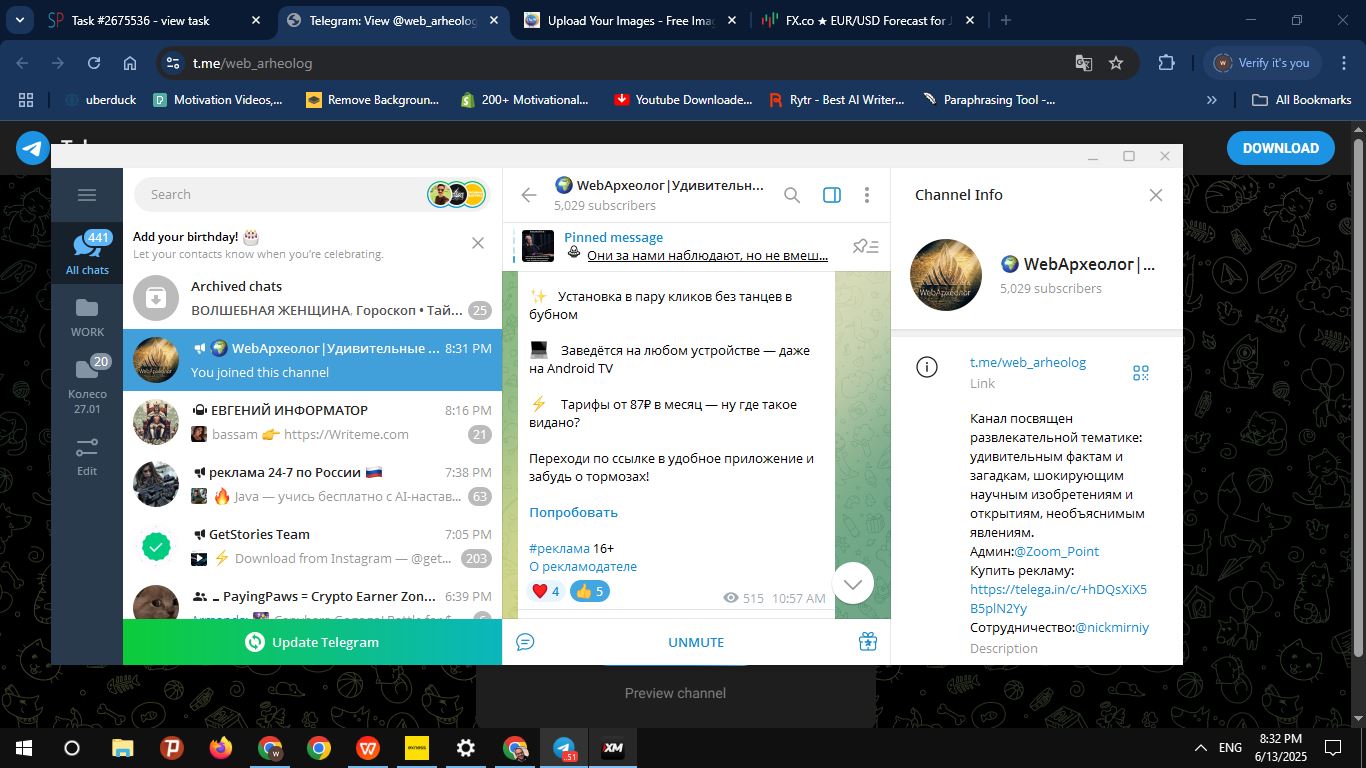 Task #2675536 - view task
Telegram: View @web_arheolog
Upload Your Images - Free Imag
FX.co ★ EUR/USD Forecast for J
t.me/web_arheolog
Verify it's you
uberduck
Motivation Videos,...
Remove Backgroun...
200+ Motivational...
Youtube Downloade...
Rytr - Best AI Writer...
Paraphrasing Tool -...
All Bookmarks
DOWNLOAD
Search
441
All chats
WORK
20
Колесо
27.01
Edit
Add your birthday! 🎂
Let your contacts know when you're celebrating.
Archived chats
ВОЛШЕБНАЯ ЖЕНЩИНА, Гороскоп • Тай... 25
🌍 WebАрхеолог|Удивительные ... 8:31 PM
You joined this channel
ЕВГЕНИЙ ИНФОРМАТОР 8:16 PM
bassam 👉 https://Writeme.com 21
реклама 24-7 по России 🇷🇺 7:38 PM
🔥 Java — учись бесплатно с AI-настав... 63
GetStories Team 7:05 PM
⚡ Download from Instagram — @get... 203
PayingPaws = Crypto Earner Zon... 6:39 PM
Update Telegram
🌍 WebАрхеолог|Удивительн...
5,029 subscribers
Pinned message
Они за нами наблюдают, но не вмеш...
✨ Установка в пару кликов без танцев в
бубном
💻 Заведётся на любом устройстве — даже
на Android TV
⚡ Тарифы от 87₽ в месяц — ну где такое
видано?
Переходи по ссылке в удобное приложение и
забудь о тормозах!
Попробовать
#реклама 16+
О рекламодателе
❤️ 4 👍 5
515 10:57 AM
UNMUTE
Channel Info
🌍 WebАрхеолог|...
5,029 subscribers
WebАрхеолог
t.me/web_arheolog
Link
Канал посвящен
развлекательной тематике:
удивительным фактам и
загадкам, шокирующим
научным изобретениям и
открытиям, необъяснимым
явлениям.
Админ:@Zoom_Point
Купить рекламу:
https://telega.in/c/+hDQsXiX5
B5plN2Yy
Сотрудничество:@nickmirniy
Description
Preview channel
.51
exness
XM
ENG
8:32 PM
6/13/2025